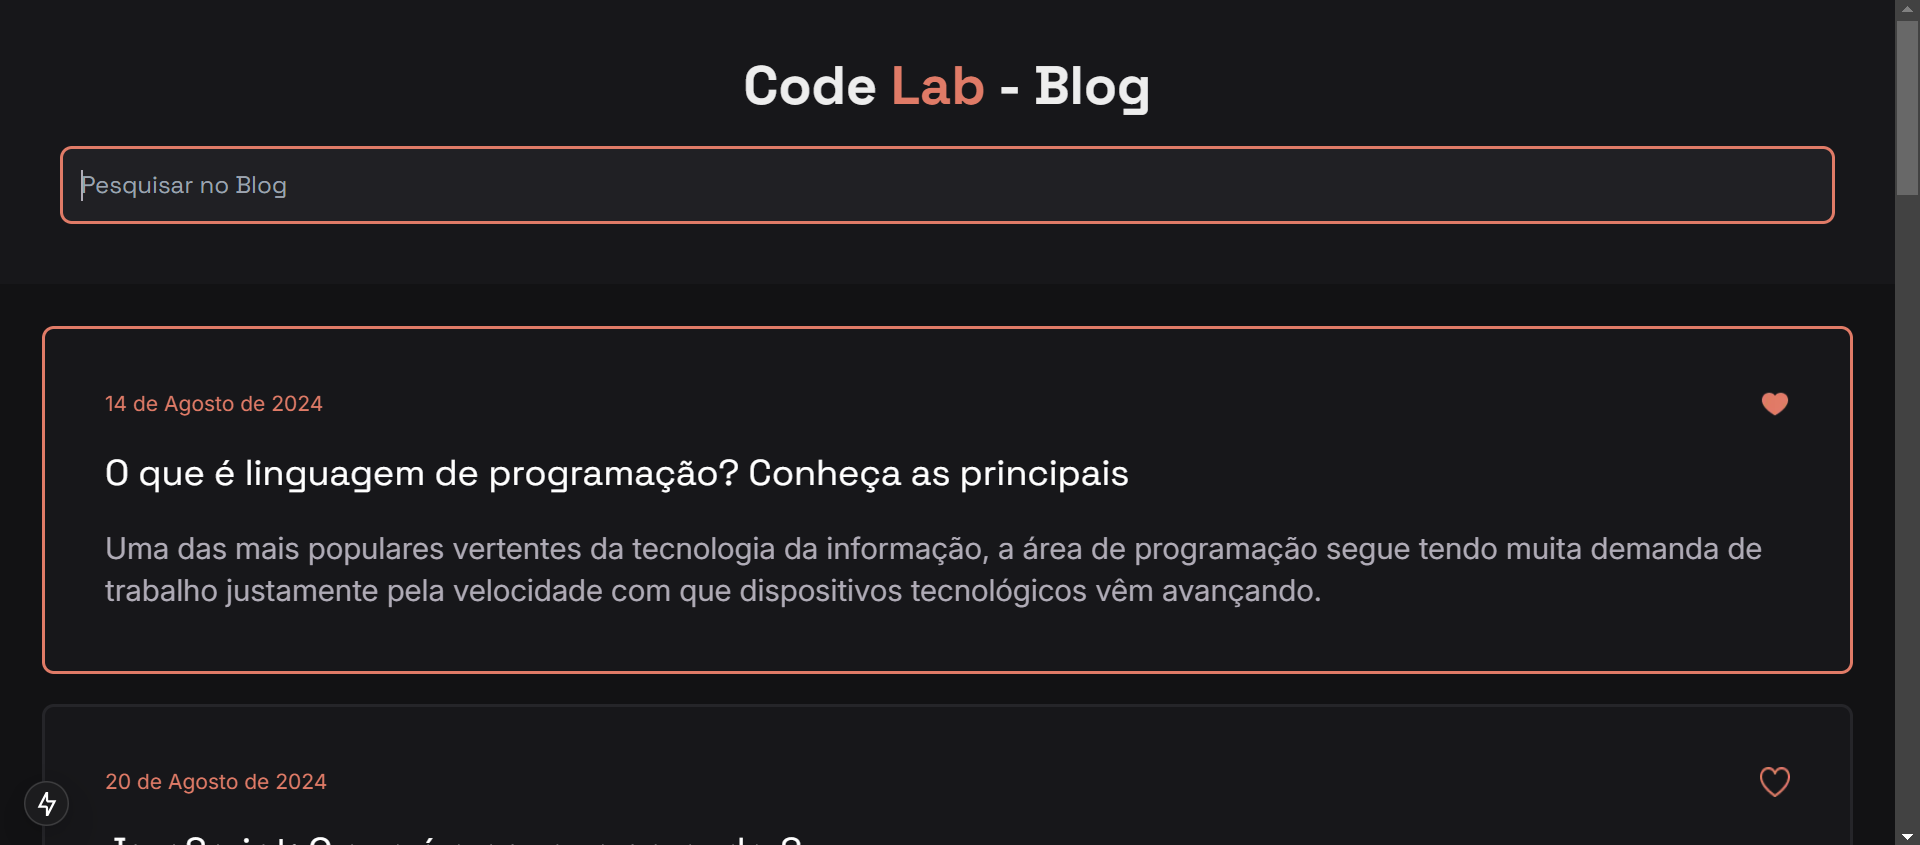 Code Lab - Blog
Pesquisar no Blog
14 de Agosto de 2024
O que é linguagem de programação? Conheça as principais
Uma das mais populares vertentes da tecnologia da informação, a área de programação segue tendo muita demanda de
trabalho justamente pela velocidade com que dispositivos tecnológicos vêm avançando.
20 de Agosto de 2024